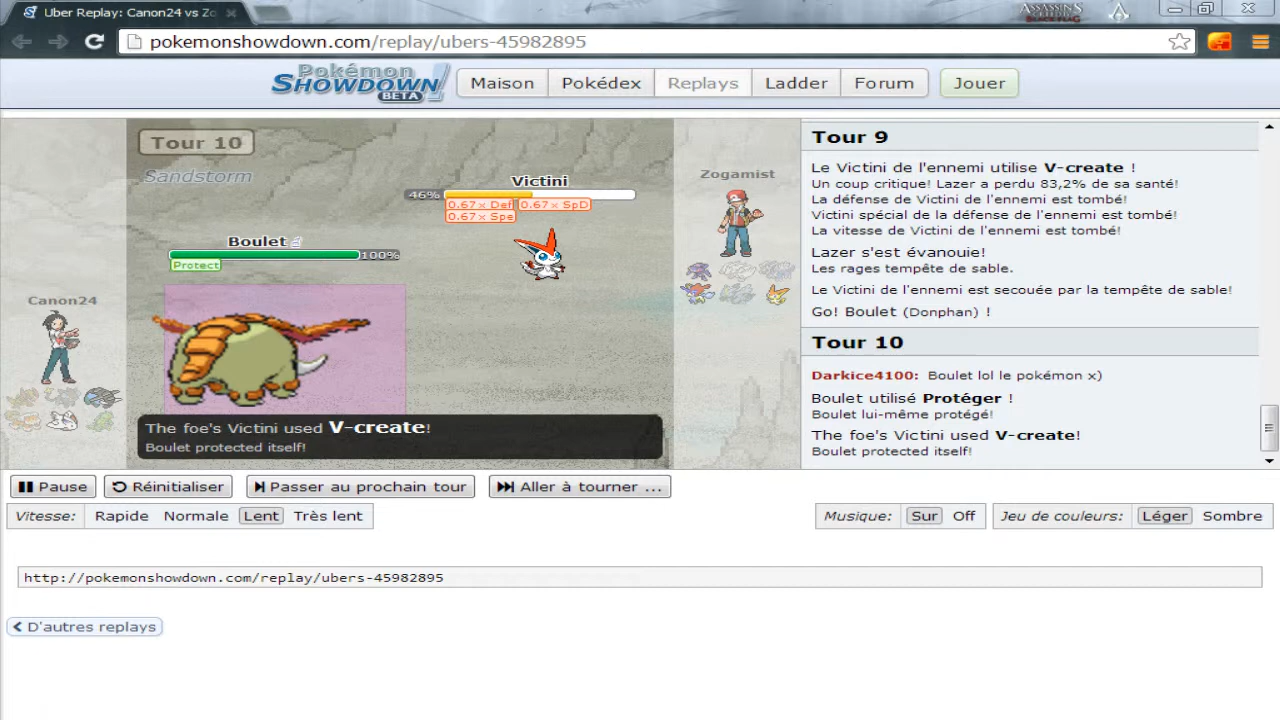 Uber Replay: Canon24 vs Zo
ASSASSINS
BLACK FLAG
pokemonshowdown.com/replay/ubers-45982895
Pokémon
SHOWDOWN!
BETA
Maison
Pokédex
Replays
Ladder
Forum
Jouer
Tour 10
Sandstorm
Victini
46%
0.67× Def 0.67× SpD
0.67× Spe
Boulet
100%
Protect
Canon24
Zogamist
The foe's Victini used V-create!
Boulet protected itself!
Tour 9
Le Victini de l'ennemi utilise V-create !
Un coup critique! Lazer a perdu 83,2% de sa santé!
La défense de Victini de l'ennemi est tombé!
Victini spécial de la défense de l'ennemi est tombé!
La vitesse de Victini de l'ennemi est tombé!
Lazer s'est évanouie!
Les rages tempête de sable.
Le Victini de l'ennemi est secouée par la tempête de sable!
Go! Boulet (Donphan) !
Tour 10
Darkice4100: Boulet lol le pokémon x)
Boulet utilisé Protéger !
Boulet lui-même protégé!
The foe's Victini used V-create!
Boulet protected itself!
Pause
Réinitialiser
Passer au prochain tour
Aller à tourner ...
Vitesse: Rapide Normale Lent Très lent
Musique: Sur Off
Jeu de couleurs: Léger Sombre
http://pokemonshowdown.com/replay/ubers-45982895
D'autres replays